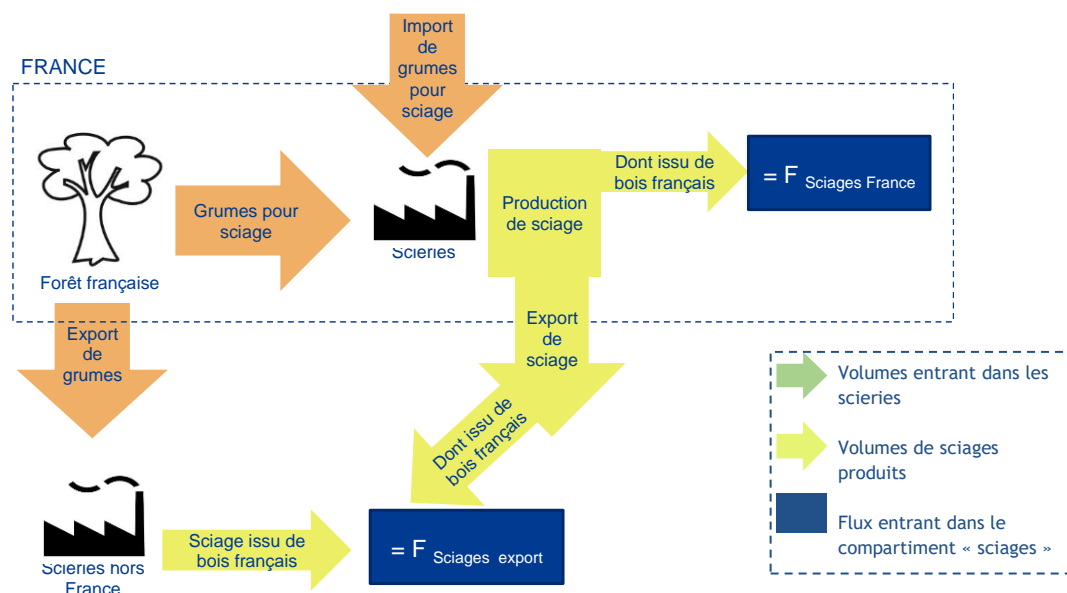 Import
de
grumes
pour
sciage
FRANCE
Dont issu de
bois français
= F Sciages France
Production
de sciage
Grumes pour
sciage
Scieries
Forêt française
Export
de
grumes
Export
de
sciage
Dont issu de
bois français
Volumes entrant dans les
scieries
Volumes de sciages
produits
Flux entrant dans le
compartiment « sciages »
Sciage issu de
bois français
= F Sciages export
Scieries hors
France